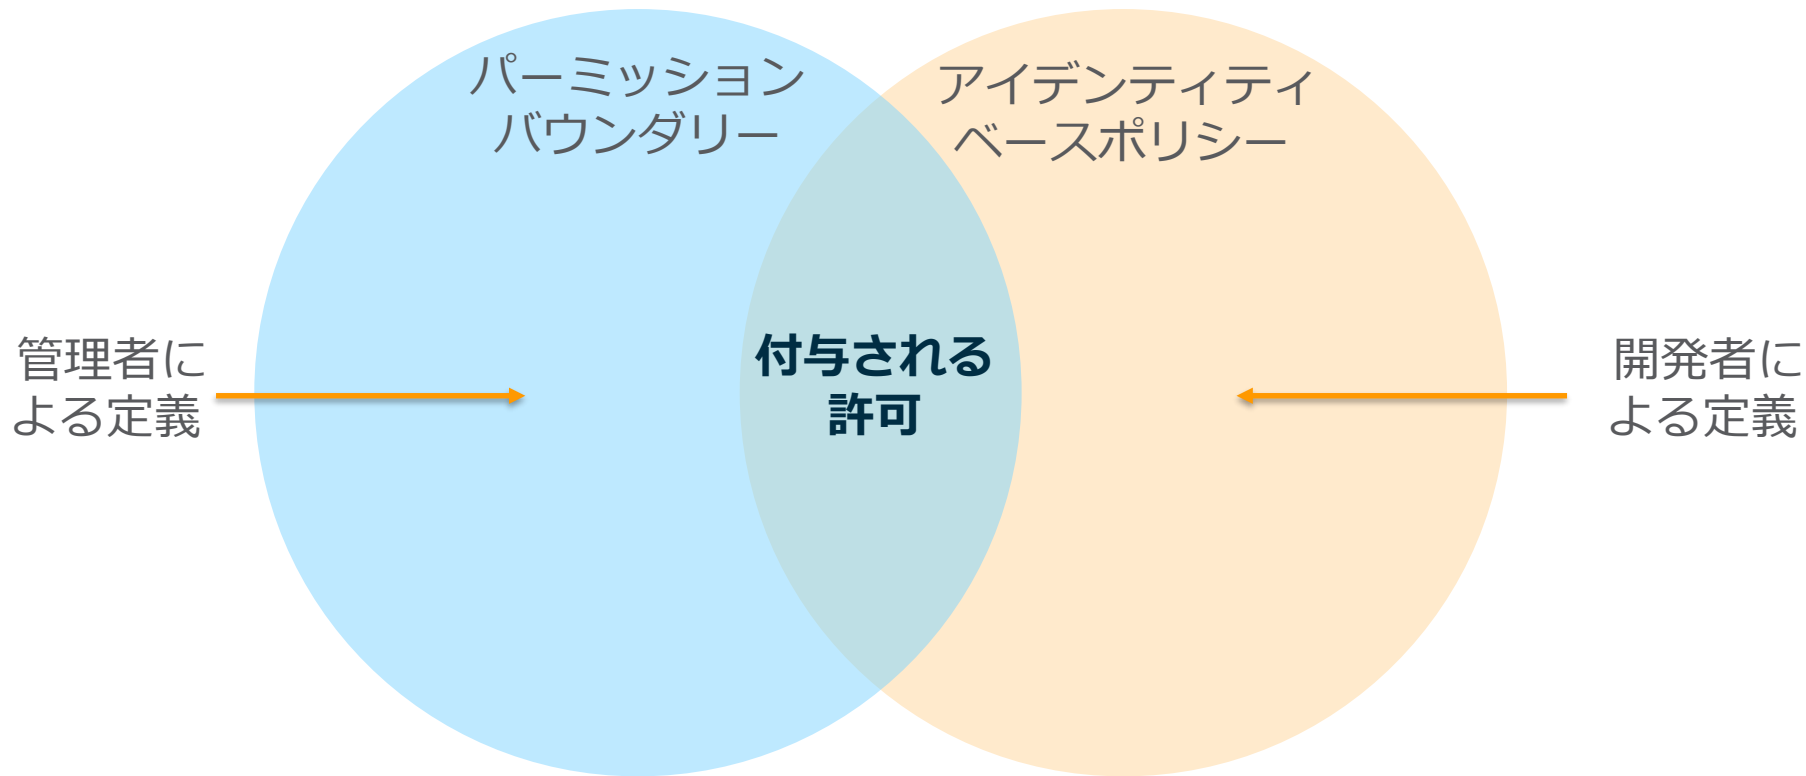 パーミッション
バウンダリー
アイデンティティ
ベースポリシー
管理者に
よる定義
付与される
許可
開発者に
よる定義